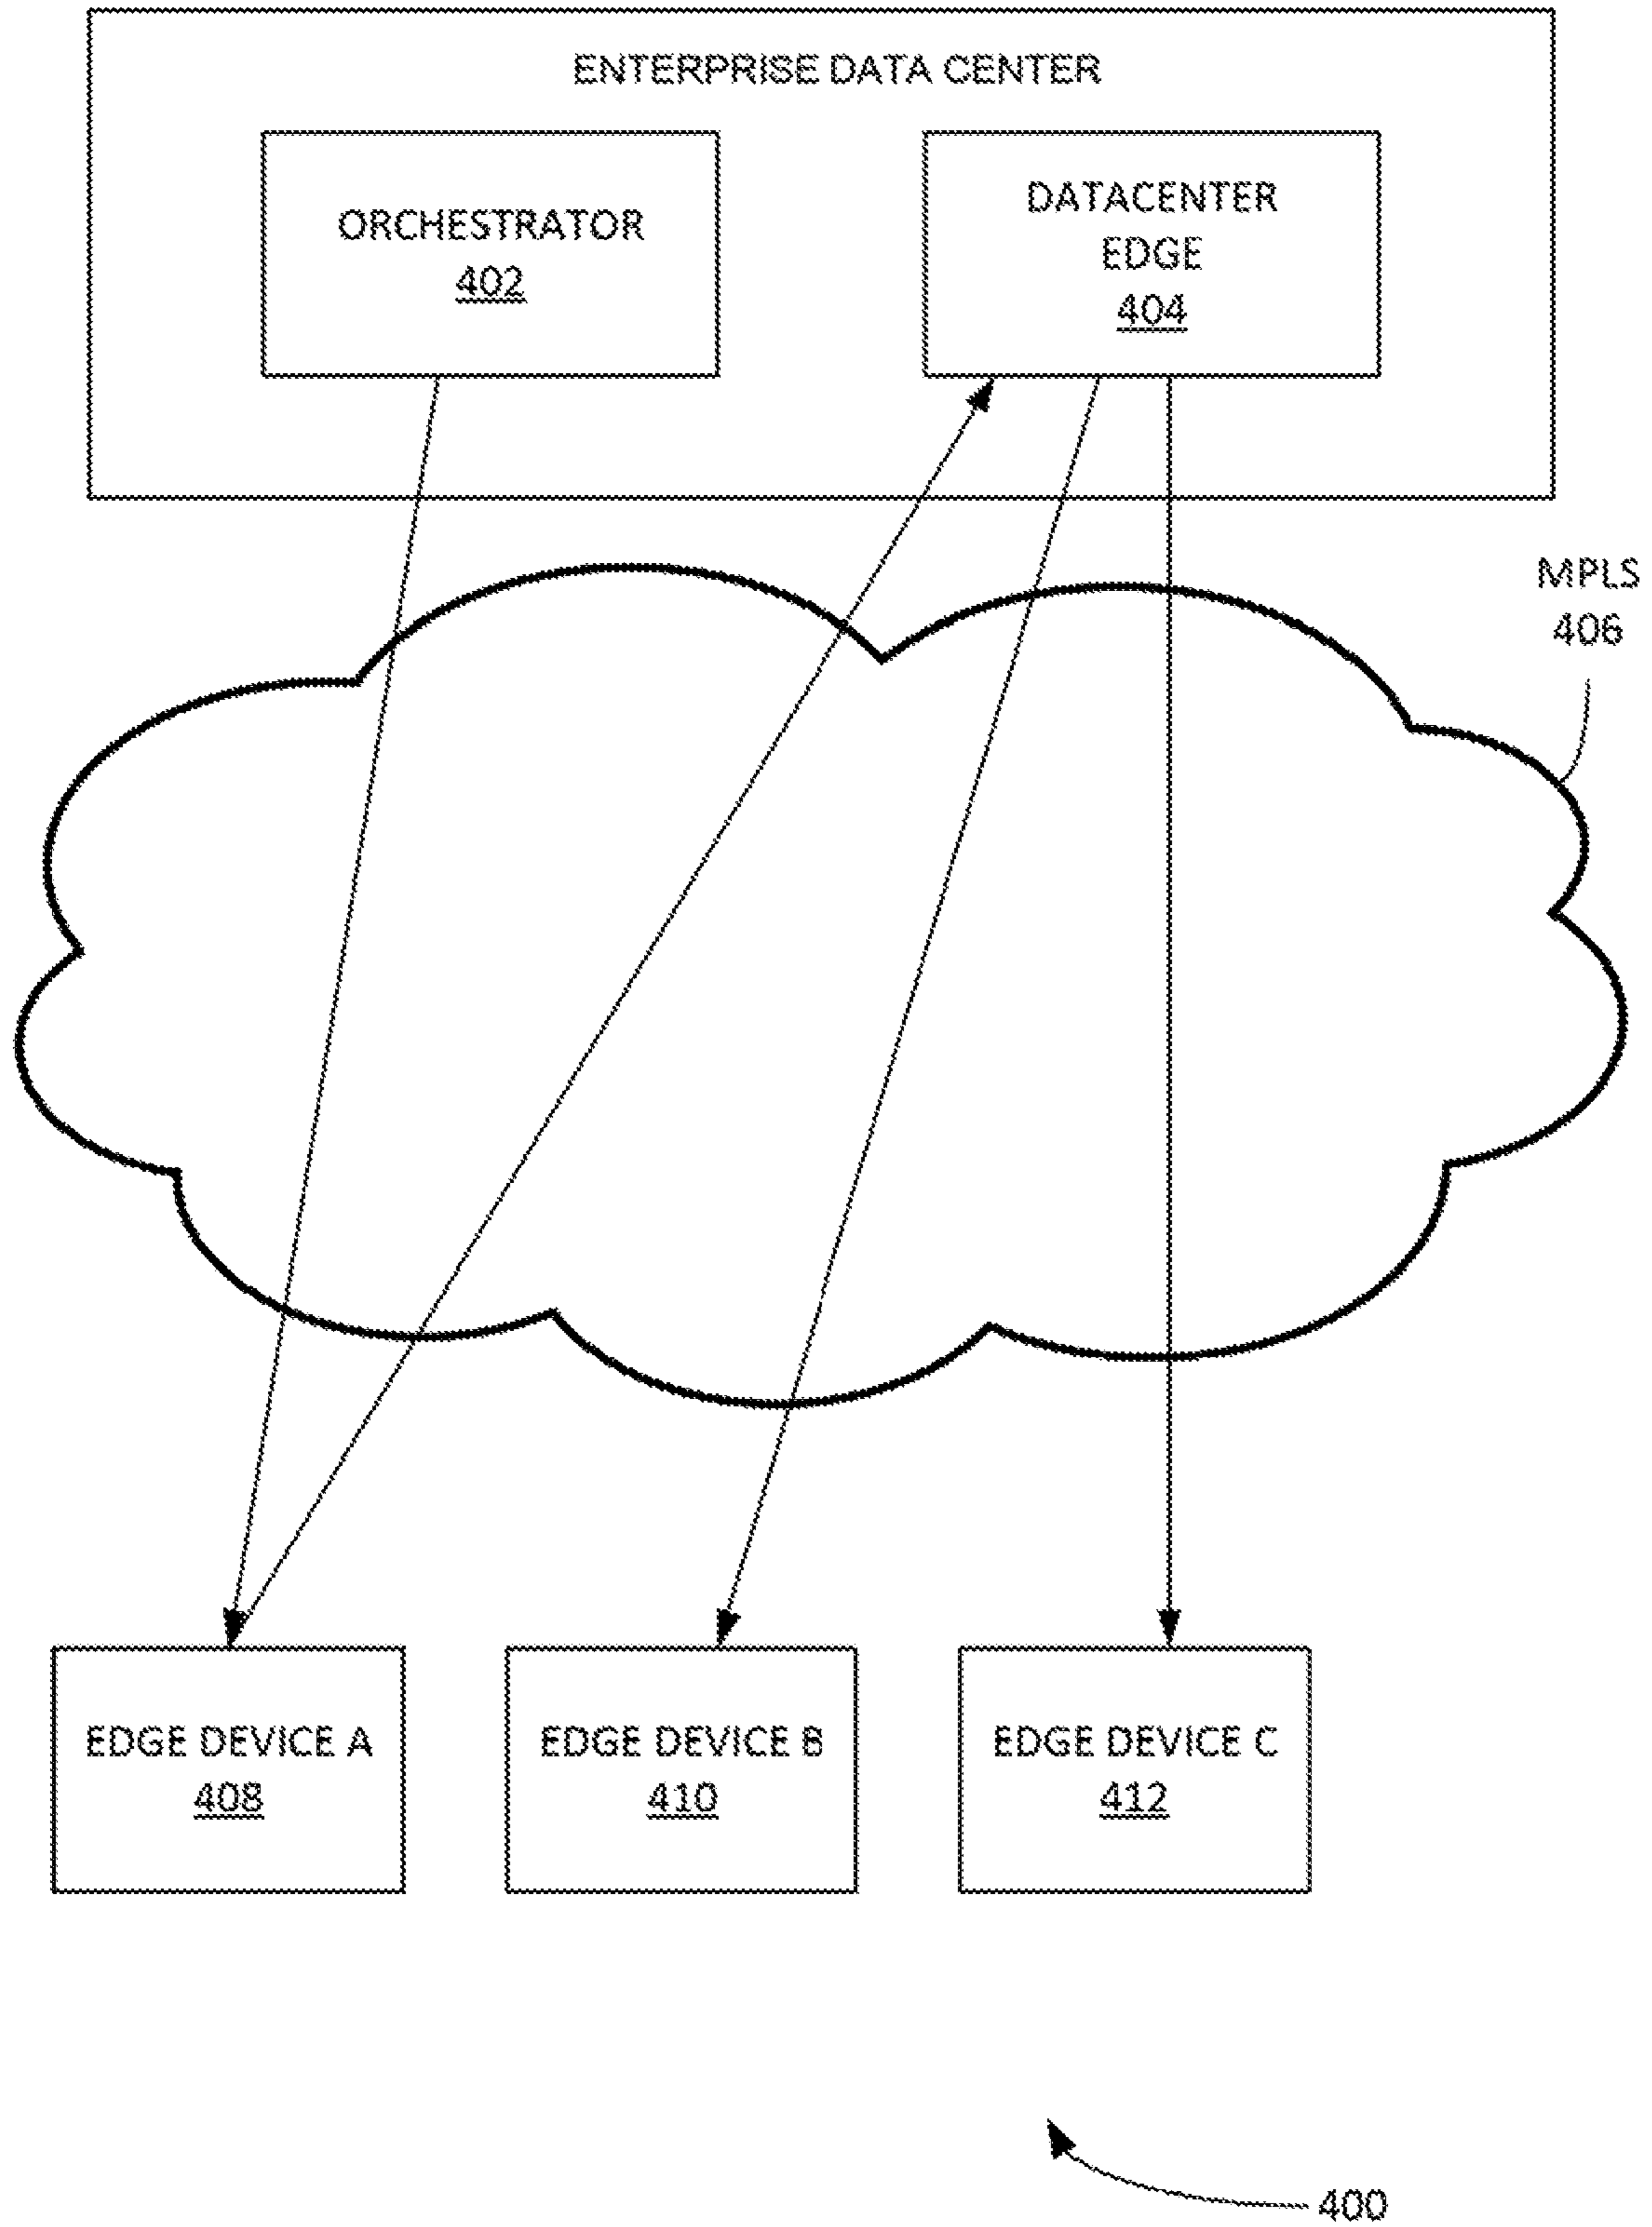 ENTERPRISE DATA CENTER
ORCHESTRATOR
402
DATACENTER
EDGE
404
MPLS
406
EDGE DEVICE A
408
EDGE DEVICE B
410
EDGE DEVICE C
412
400